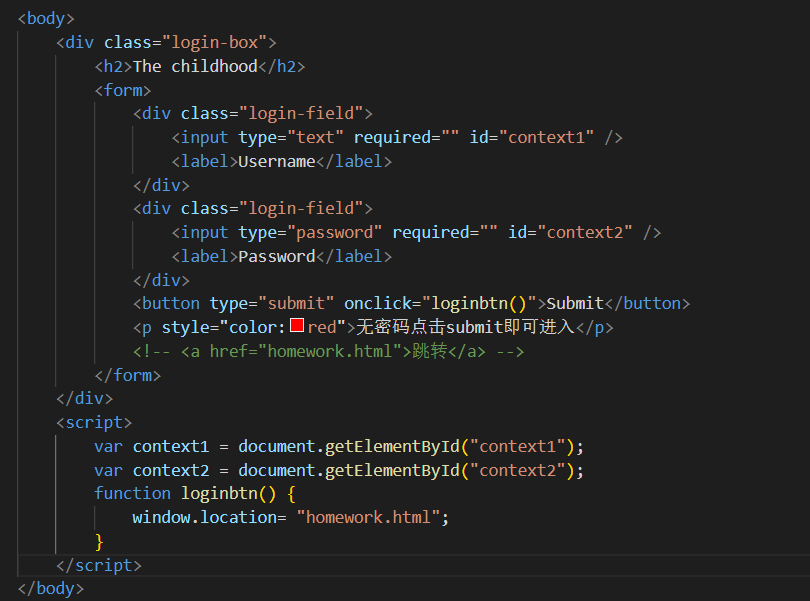 <body>
<div class="login-box">
<h2>The childhood</h2>
<form>
<div class="login-field">
<input type="text" required="" id="context1" />
<label>Username</label>
</div>
<div class="login-field">
<input type="password" required="" id="context2" />
<label>Password</label>
</div>
<button type="submit" onclick="loginbtn()">Submit</button>
<p style="color:red">无密码点击submit即可进入</p>
<!-- <a href="homework.html">跳转</a> -->
</form>
</div>
<script>
var context1 = document.getElementById("context1");
var context2 = document.getElementById("context2");
function loginbtn() {
window.location= "homework.html";
}
</script>
</body>